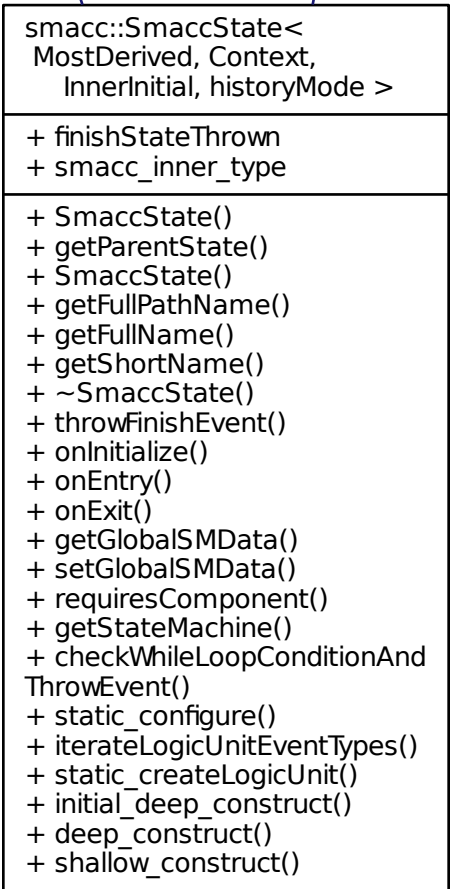 smacc::SmaccState<
MostDerived, Context,
InnerInitial, historyMode >
+ finishStateThrown
+ smacc_inner_type
+ SmaccState()
+ getParentState()
+ SmaccState()
+ getFullPathName()
+ getFullName()
+ getShortName()
+ ~SmaccState()
+ throwFinishEvent()
+ onInitialize()
+ onEntry()
+ onExit()
+ getGlobalSMData()
+ setGlobalSMData()
+ requiresComponent()
+ getStateMachine()
+ checkWhileLoopConditionAnd
ThrowEvent()
+ static_configure()
+ iterateLogicUnitEventTypes()
+ static_createLogicUnit()
+ initial_deep_construct()
+ deep_construct()
+ shallow_construct()